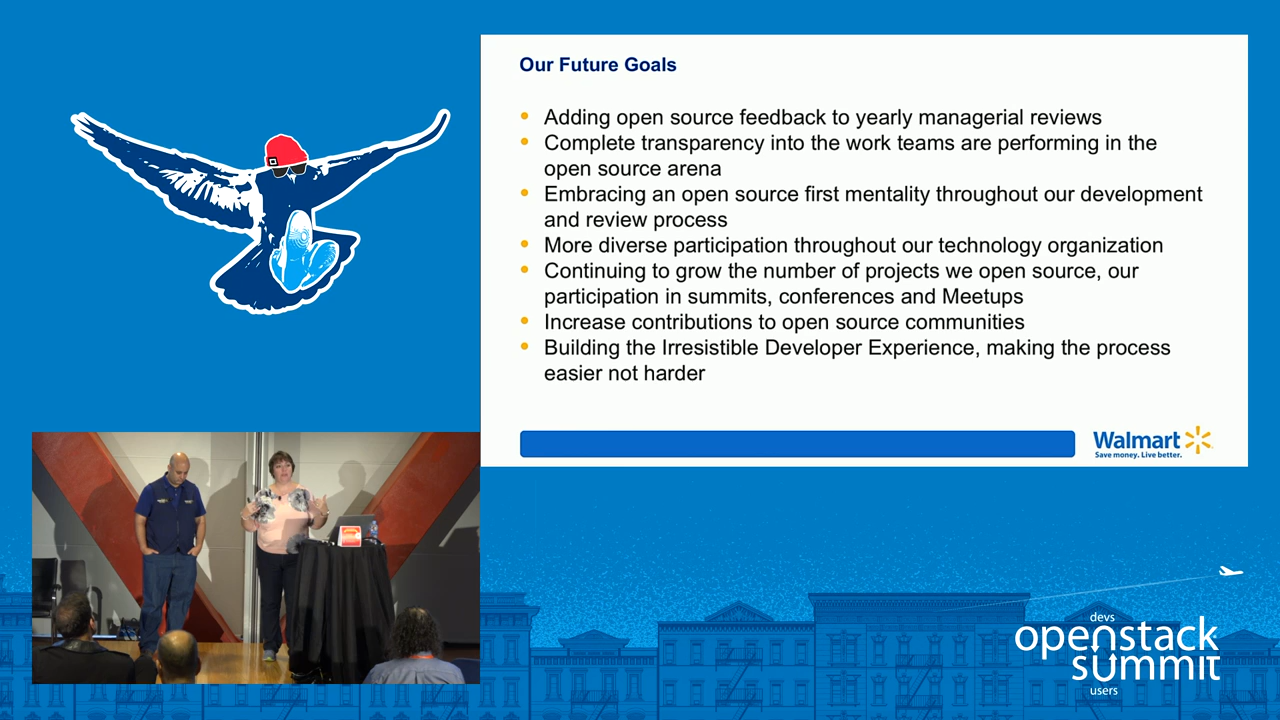 Our Future Goals
• Adding open source feedback to yearly managerial reviews
• Complete transparency into the work teams are performing in the
open source arena
• Embracing an open source first mentality throughout our development
and review process
• More diverse participation throughout our technology organization
• Continuing to grow the number of projects we open source, our
participation in summits, conferences and Meetups
• Increase contributions to open source communities
• Building the Irresistible Developer Experience, making the process
easier not harder
Walmart
Save money. Live better.
devs
openstack
summit
users